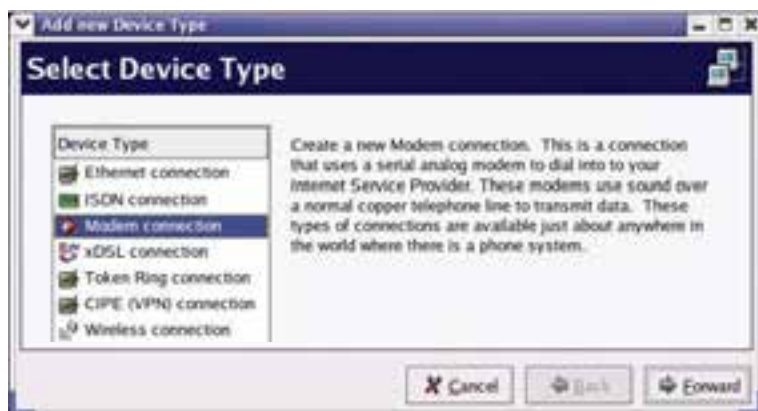 Add new Device Type
Select Device Type
Device Type
Ethernet connection
ISDN connection
Modem connection
xDSL connection
Token Ring connection
CIPE (VPN) connection
Wireless connection
Create a new Modem connection. This is a connection
that uses a serial analog modem to dial into to your
Internet Service Provider. These modems use sound over
a normal copper telephone line to transmit data. These
types of connections are available just about anywhere in
the world where there is a phone system.
Cancel
Back
Forward